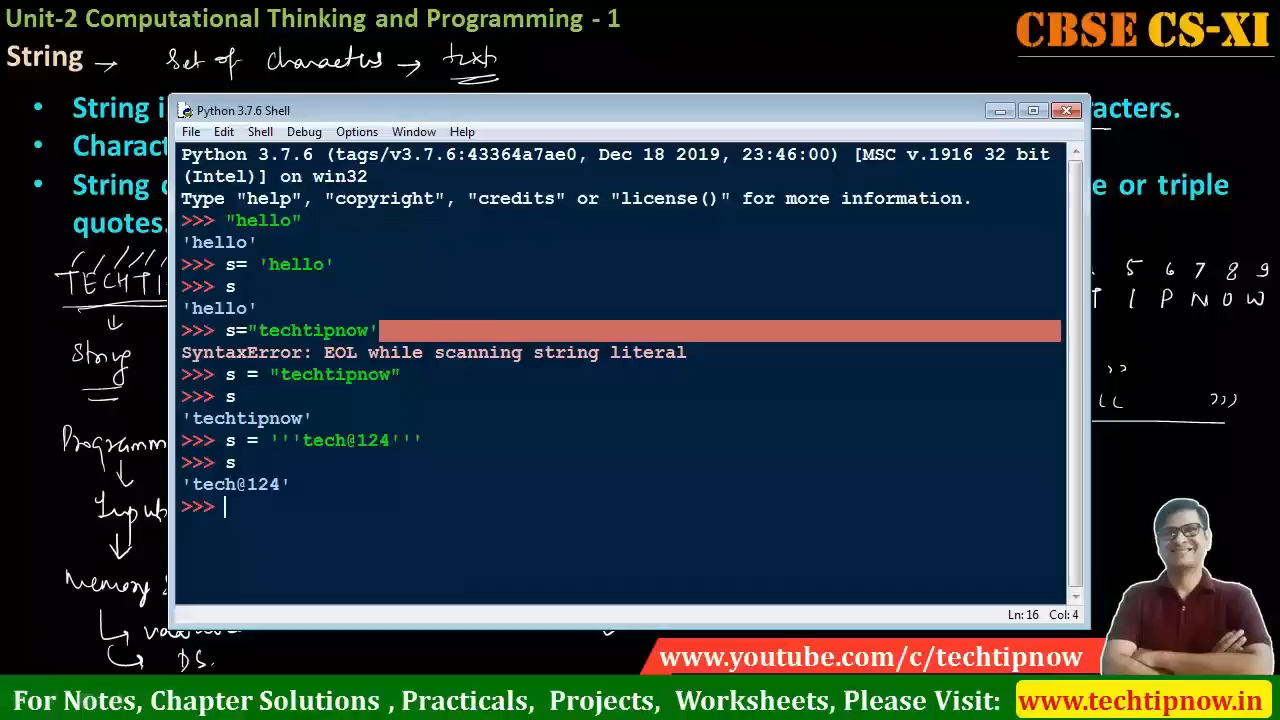 Unit-2 Computational Thinking and Programming - 1
CBSE CS-XI
String → set of characters → text
• String i acters.
• Charact
• String c e or triple
quotes.
Python 3.7.6 Shell
File Edit Shell Debug Options Window Help
Python 3.7.6 (tags/v3.7.6:43364a7ae0, Dec 18 2019, 23:46:00) [MSC v.1916 32 bit
(Intel)] on win32
Type "help", "copyright", "credits" or "license()" for more information.
>>> "hello"
'hello'
>>> s= 'hello'
>>> s
'hello'
>>> s="techtipnow'
SyntaxError: EOL while scanning string literal
>>> s = "techtipnow"
>>> s
'techtipnow'
>>> s = '''tech@124'''
>>> s
'tech@124'
>>>
Ln: 16 Col: 4
TECHTI
String
Programm
Input
Memory
DS.
5 6 7 8 9
T I P N O W
www.youtube.com/c/techtipnow
For Notes, Chapter Solutions , Practicals, Projects, Worksheets, Please Visit: www.techtipnow.in